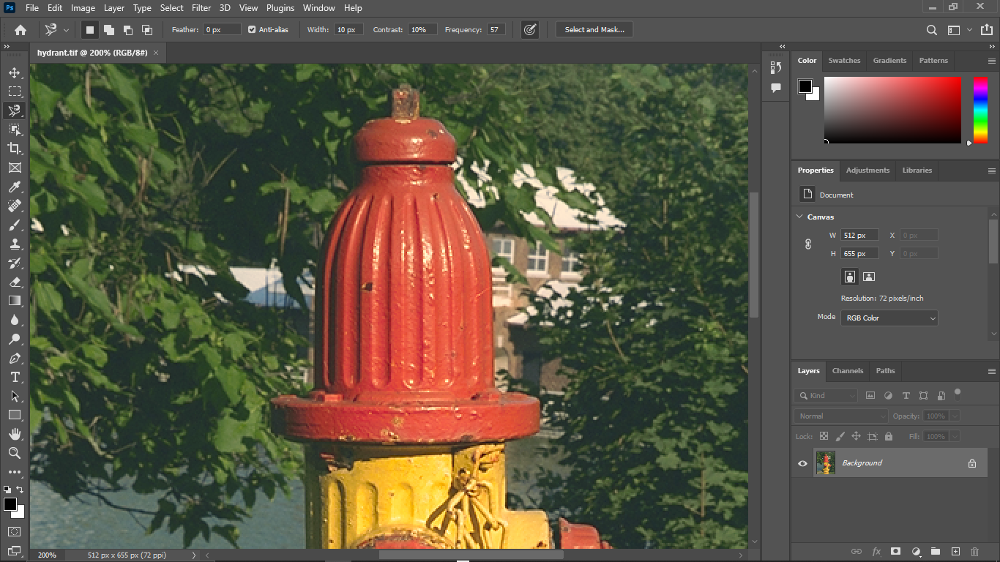 Ps File Edit Image Layer Type Select Filter 3D View Plugins Window Help
Feather: 0 px Anti-alias Width: 10 px Contrast: 10% Frequency: 57 Select and Mask...
hydrant.tif @ 200% (RGB/8#)
Color Swatches Gradients Patterns
Properties Adjustments Libraries
Document
Canvas
W 512 px X 0 px
H 655 px Y 0 px
Resolution: 72 pixels/inch
Mode RGB Color
Layers Channels Paths
Kind
Normal Opacity: 100%
Lock: Fill: 100%
Background
fx
200% 512 px x 655 px (72 ppi)